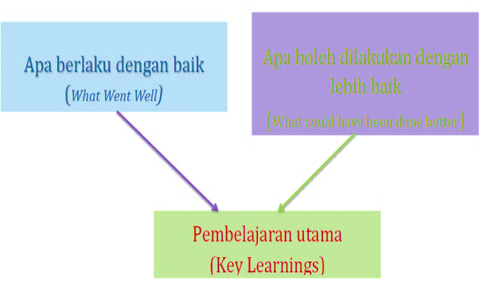 Apa berlaku dengan baik
(What Went Well)
Apa boleh dilakukan dengan
lebih baik
(What could have been done better)
Pembelajaran utama
(Key Learnings)